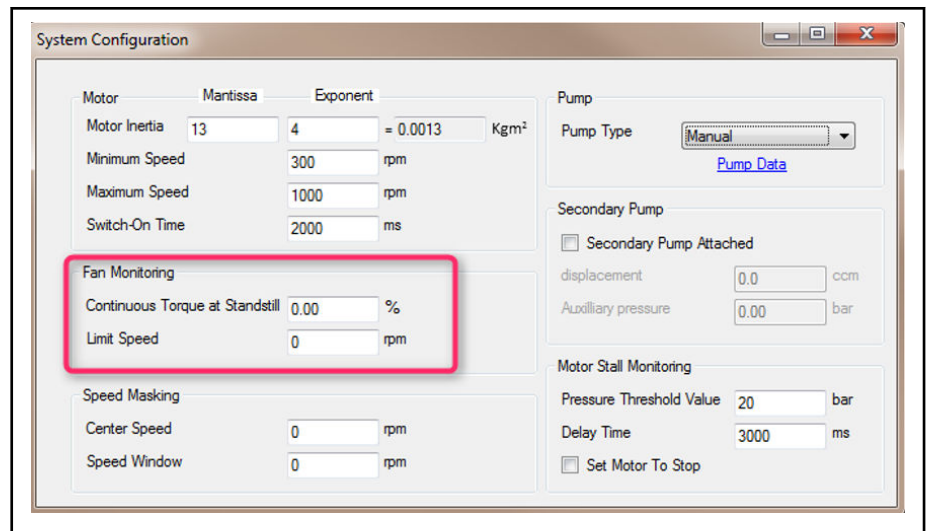 System Configuration
Motor Mantissa Exponent
Motor Inertia 13 4 = 0.0013 Kgm²
Minimum Speed 300 rpm
Maximum Speed 1000 rpm
Switch-On Time 2000 ms
Fan Monitoring
Continuous Torque at Standstill 0.00 %
Limit Speed 0 rpm
Speed Masking
Center Speed 0 rpm
Speed Window 0 rpm
Pump
Pump Type Manual
Pump Data
Secondary Pump
Secondary Pump Attached
displacement 0.0 ccm
Auxilliary pressure 0.00 bar
Motor Stall Monitoring
Pressure Threshold Value 20 bar
Delay Time 3000 ms
Set Motor To Stop